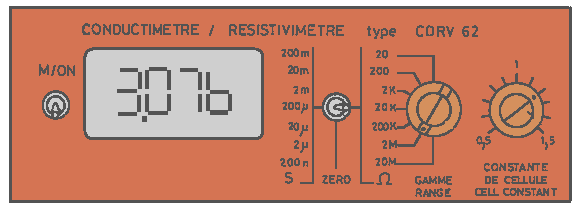 CONDUCTIMETRE / RESISTIVIMETRE type CORV 62
M/ON
3.076
200m
20m
2m
200µ
20µ
2µ
200n
S
ZERO
20
200
2K
20K
200K
2M
20M
Ω
GAMME
RANGE
1
0,5
1,5
CONSTANTE
DE CELLULE
CELL CONSTANT